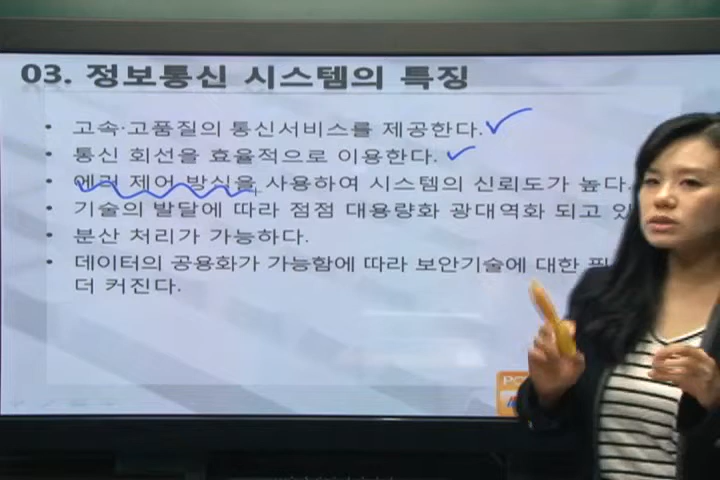 03. 정보통신 시스템의 특징
• 고속·고품질의 통신서비스를 제공한다.
• 통신 회선을 효율적으로 이용한다.
• 에러 제어 방식을 사용하여 시스템의 신뢰도가 높다.
• 기술의 발달에 따라 점점 대용량화 광대역화 되고
• 분산 처리가 가능하다.
• 데이터의 공용화가 가능함에 따라 보안기술에 대한
더 커진다.